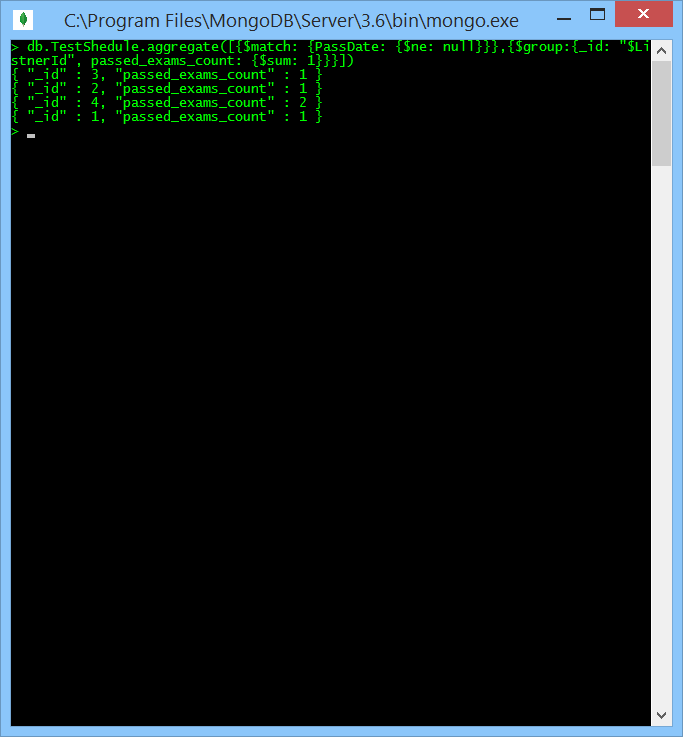 C:\Program Files\MongoDB\Server\3.6\bin\mongo.exe
> db.TestShedule.aggregate([{$match: {PassDate: {$ne: null}}},{$group:{_id: "$Li
stnerId", passed_exams_count: {$sum: 1}}}])
{ "_id" : 3, "passed_exams_count" : 1 }
{ "_id" : 2, "passed_exams_count" : 1 }
{ "_id" : 4, "passed_exams_count" : 2 }
{ "_id" : 1, "passed_exams_count" : 1 }
>